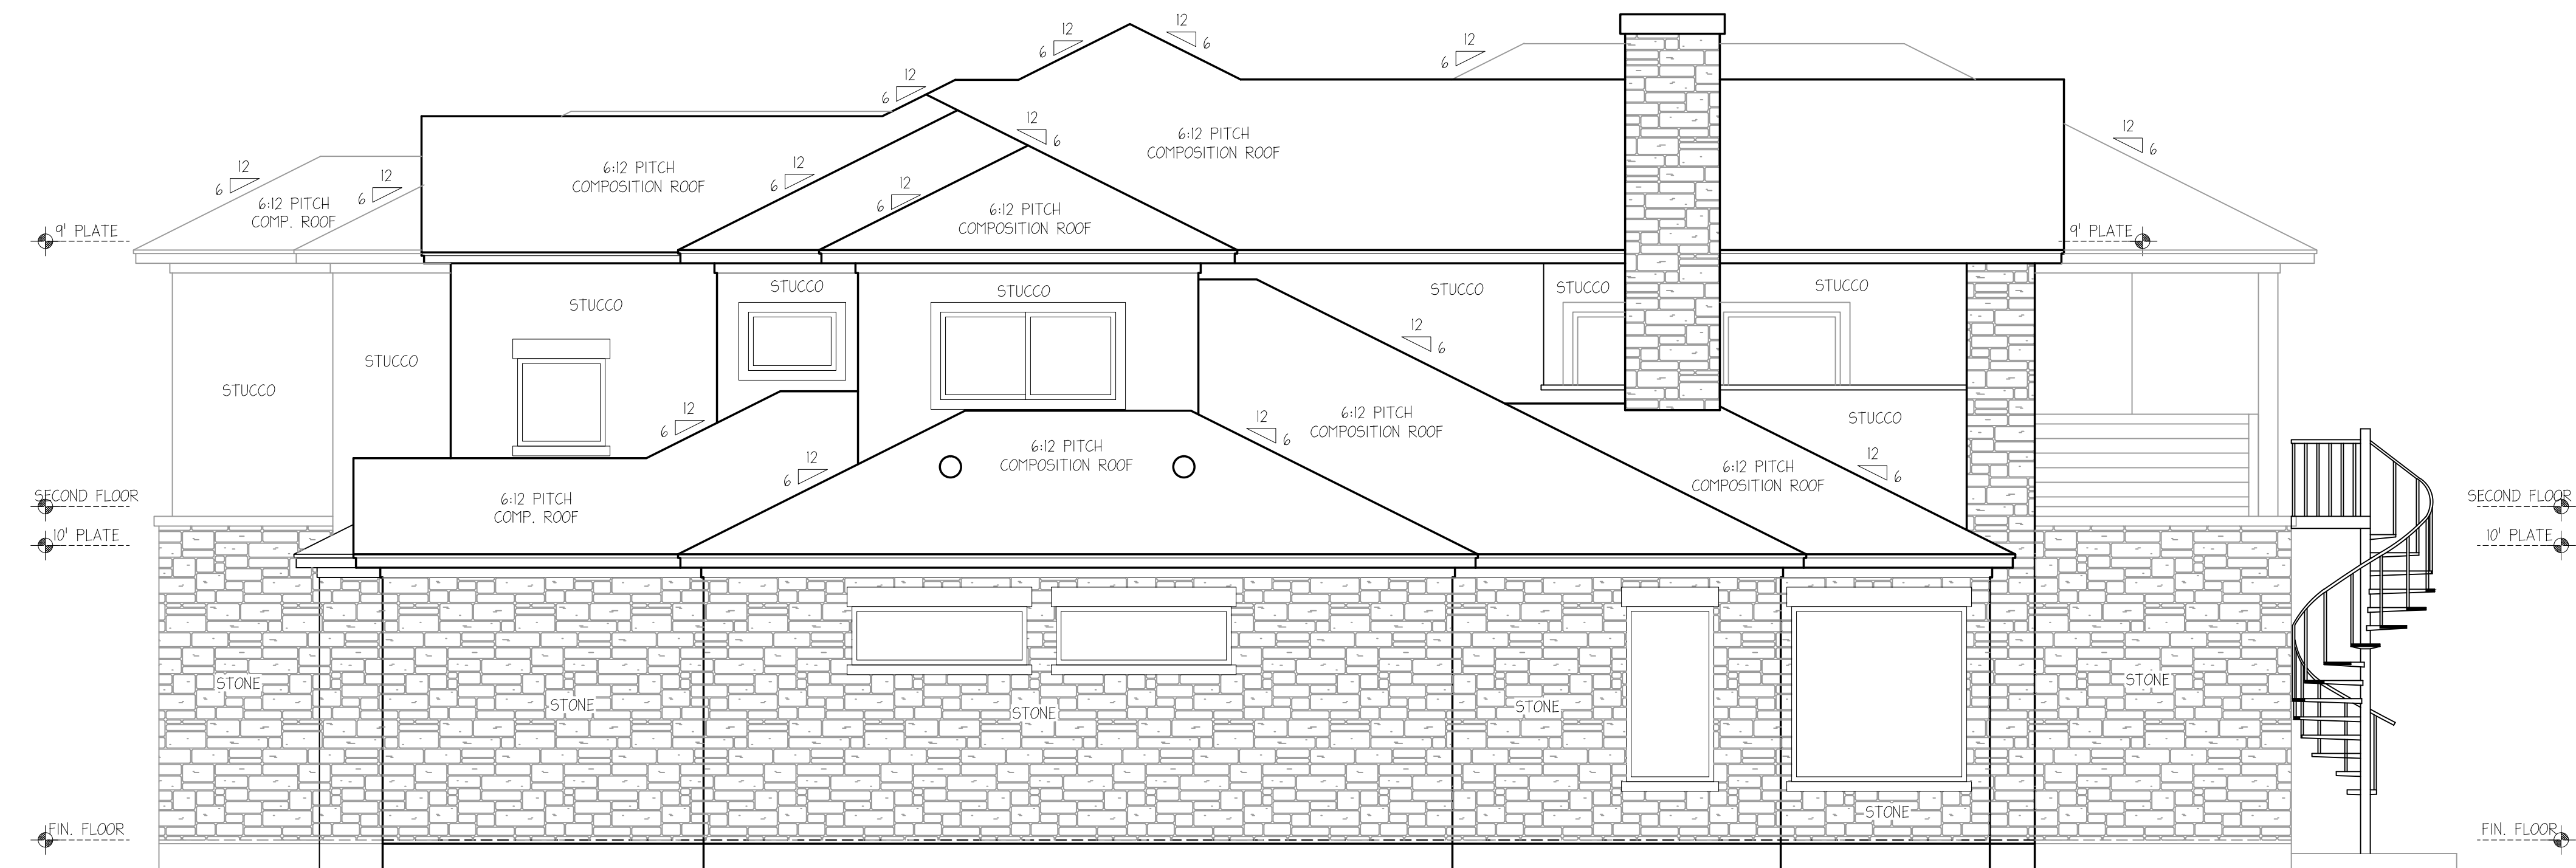 12
12
6
6
12
6
12
6
12
6:12 PITCH
COMPOSITION ROOF
6
12
6
12
6
12
6
6:12 PITCH
COMPOSITION ROOF
12
6
12
6
12
6
6:12 PITCH
COMP. ROOF
6:12 PITCH
COMPOSITION ROOF
9' PLATE
9' PLATE
STUCCO
STUCCO
STUCCO
STUCCO
STUCCO
STUCCO
12
6
STUCCO
STUCCO
12
6
12
6
6:12 PITCH
COMPOSITION ROOF
STUCCO
6:12 PITCH
COMPOSITION ROOF
12
6
12
6
6:12 PITCH
COMPOSITION ROOF
6:12 PITCH
COMP. ROOF
SECOND FLOOR
SECOND FLOOR
10' PLATE
10' PLATE
STONE
STONE
STONE
STONE
STONE
STONE
FIN. FLOOR
FIN. FLOOR